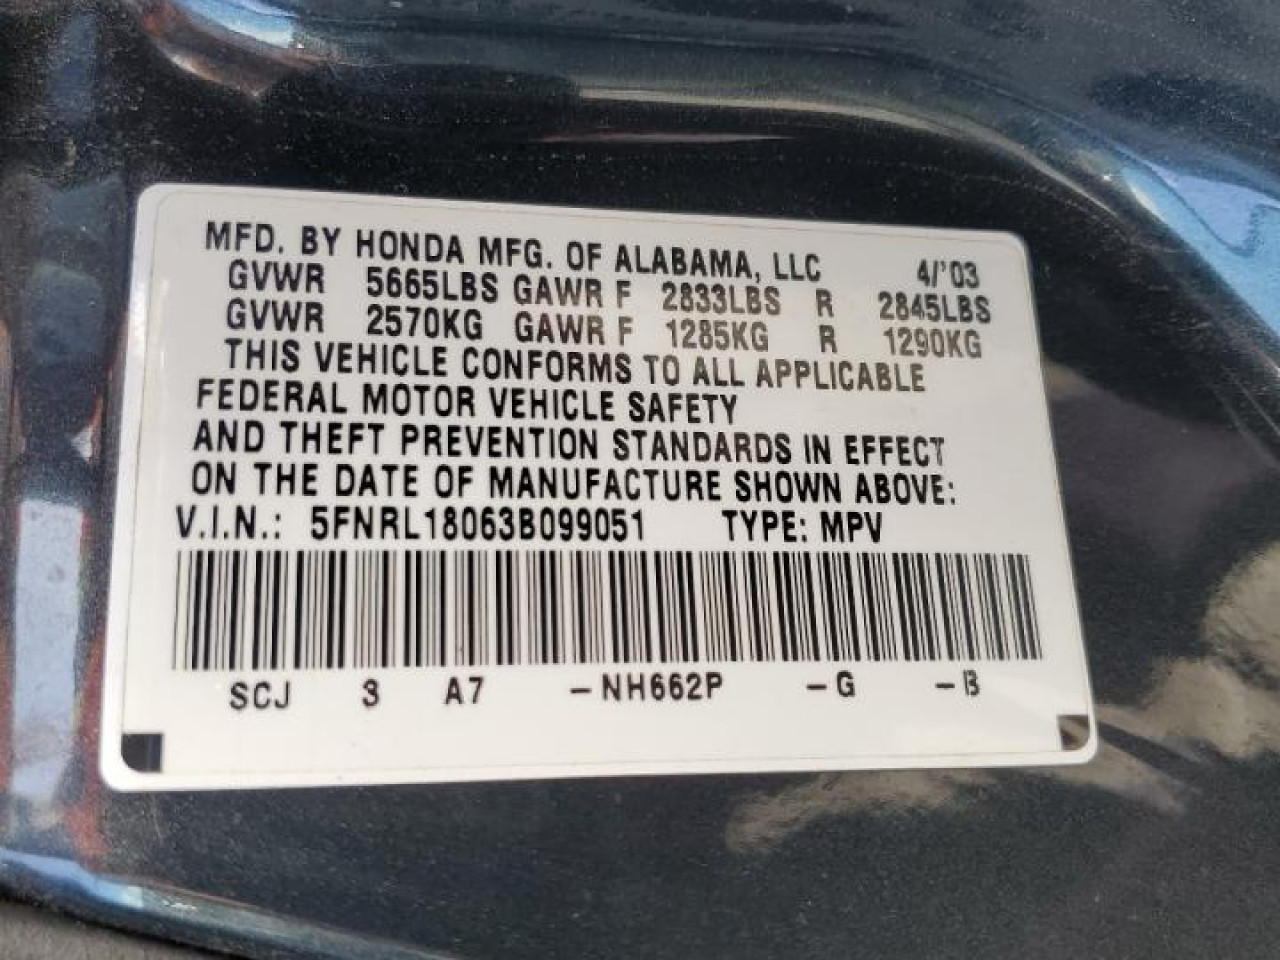 MFD. BY HONDA MFG. OF ALABAMA, LLC 4/'03
GVWR 5665LBS GAWR F 2833LBS R 2845LBS
GVWR 2570KG GAWR F 1285KG R 1290KG
THIS VEHICLE CONFORMS TO ALL APPLICABLE
FEDERAL MOTOR VEHICLE SAFETY
AND THEFT PREVENTION STANDARDS IN EFFECT
ON THE DATE OF MANUFACTURE SHOWN ABOVE:
V.I.N.: 5FNRL18063B099051 TYPE: MPV
SCJ 3 A7 -NH662P -G -B